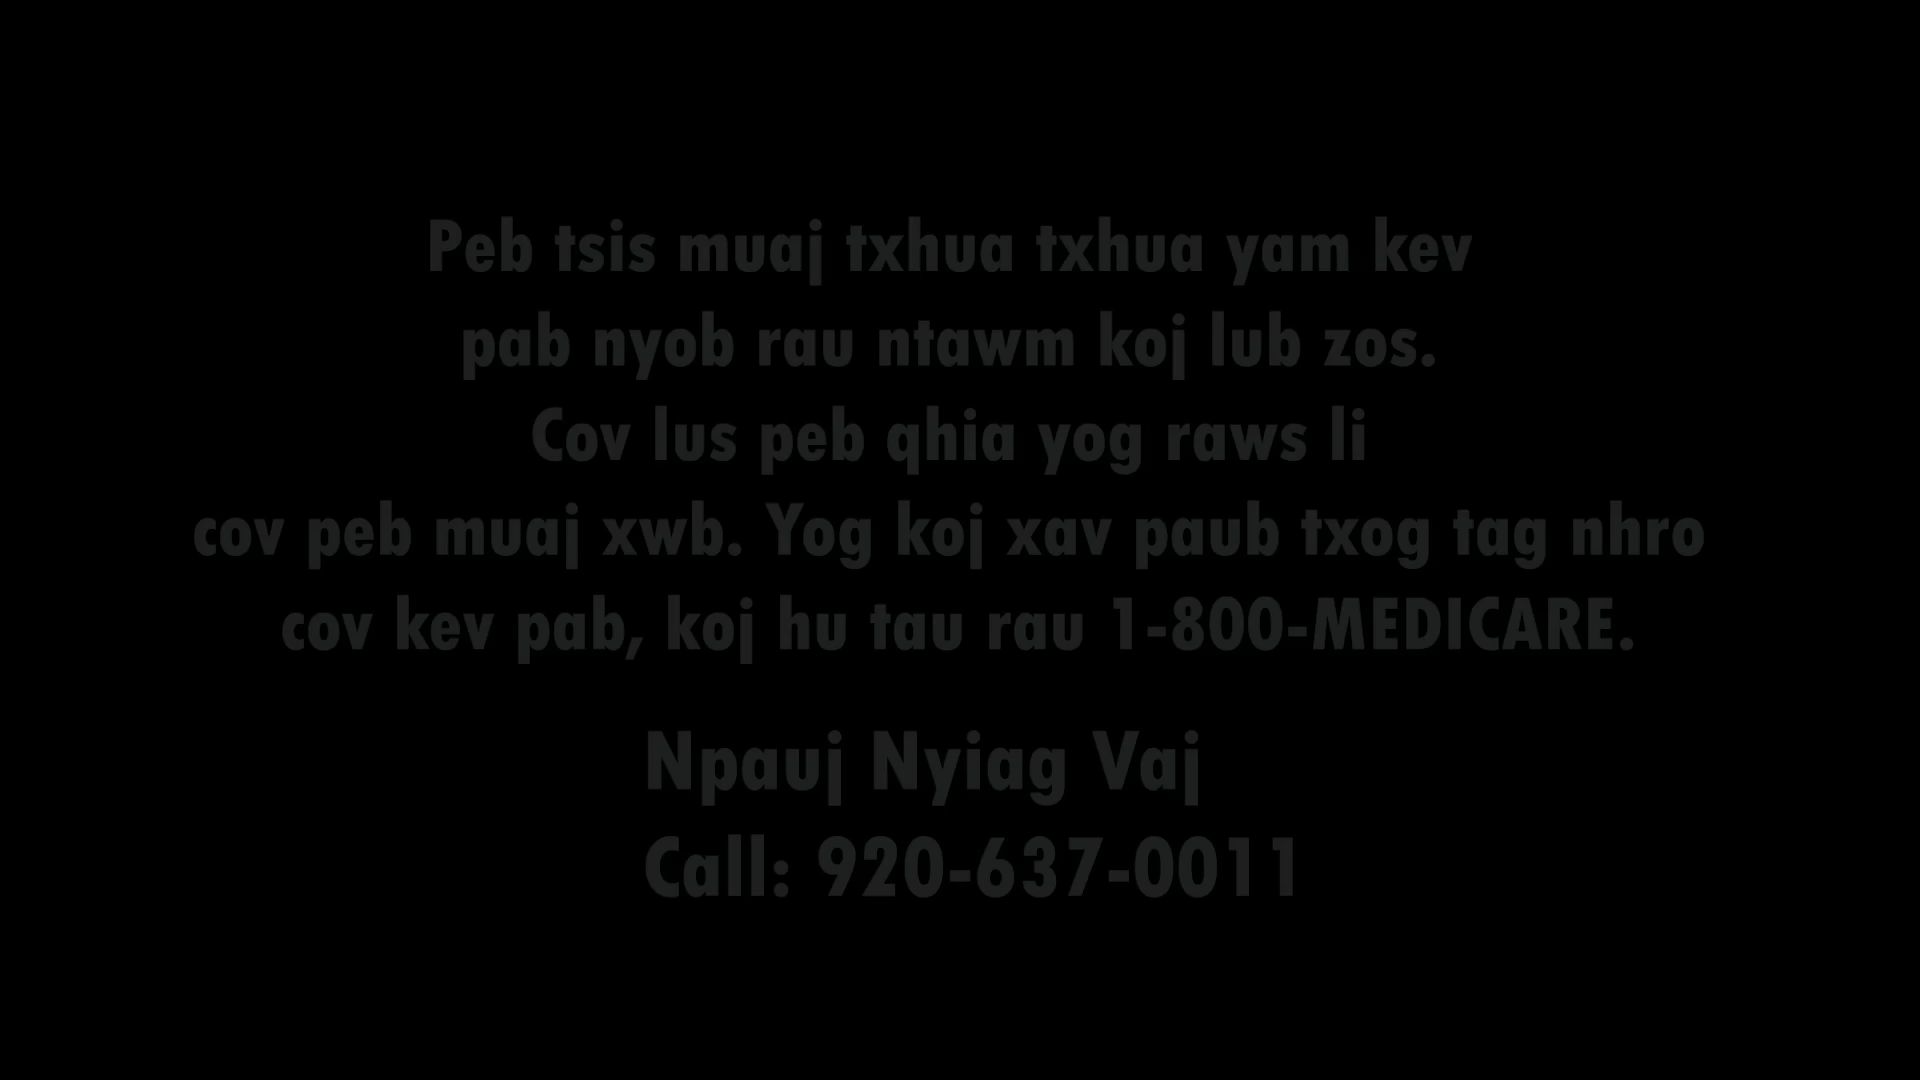 Peb tsis muaj txhua txhua yam kev
pab nyob rau ntawm koj lub zos.
Cov lus peb qhia yog raws li
cov peb muaj xwb. Yog koj xav paub txog tag nhro
cov kev pab, koj hu tau rau 1-800-MEDICARE.
Npauj Nyiag Vaj
Call: 920-637-0011